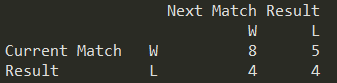 Next Match Result
W L
Current Match W 8 5
Result L 4 4